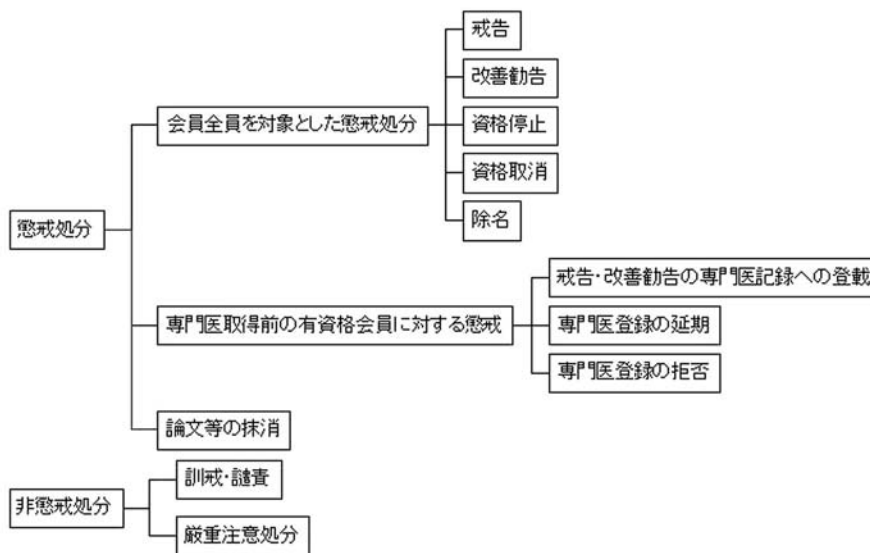 戒告
改善勧告
会員全員を対象とした懲戒処分
資格停止
資格取消
除名
懲戒処分
戒告・改善勧告の専門医記録への登載
専門医取得前の有資格会員に対する懲戒
専門医登録の延期
専門医登録の拒否
論文等の抹消
訓戒・譴責
非懲戒処分
厳重注意処分